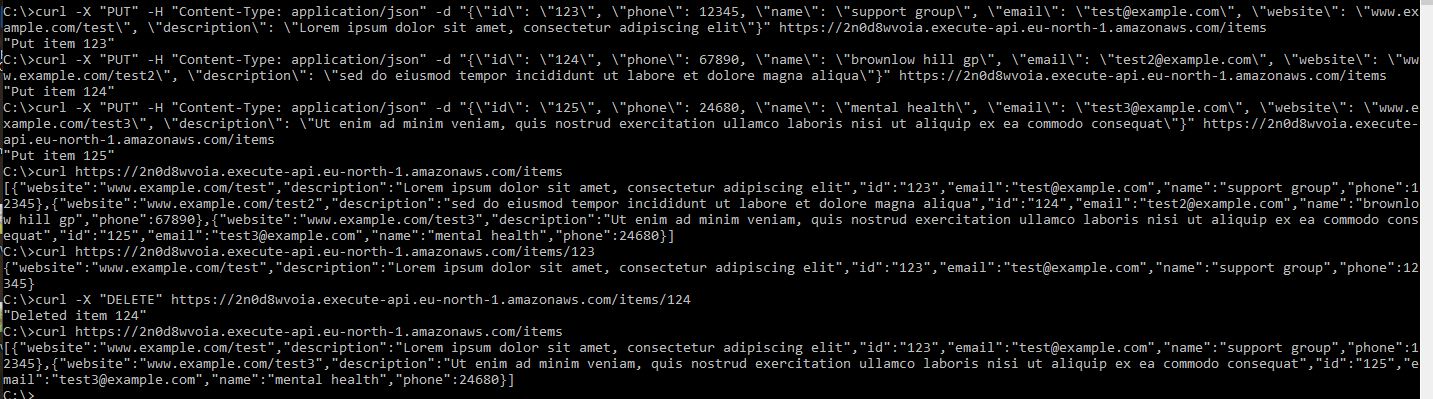 C:\>curl -X "PUT" -H "Content-Type: application/json" -d "{\"id\": \"123\", \"phone\": 12345, \"name\": \"support group\", \"email\": \"test@example.com\", \"website\": \"www.ex
ample.com/test\", \"description\": \"Lorem ipsum dolor sit amet, consectetur adipiscing elit\"}" https://2n0d8wvoia.execute-api.eu-north-1.amazonaws.com/items
"Put item 123"
C:\>curl -X "PUT" -H "Content-Type: application/json" -d "{\"id\": \"124\", \"phone\": 67890, \"name\": \"brownlow hill gp\", \"email\": \"test2@example.com\", \"website\": \"ww
w.example.com/test2\", \"description\": \"sed do eiusmod tempor incididunt ut labore et dolore magna aliqua\"}" https://2n0d8wvoia.execute-api.eu-north-1.amazonaws.com/items
"Put item 124"
C:\>curl -X "PUT" -H "Content-Type: application/json" -d "{\"id\": \"125\", \"phone\": 24680, \"name\": \"mental health\", \"email\": \"test3@example.com\", \"website\": \"www.e
xample.com/test3\", \"description\": \"Ut enim ad minim veniam, quis nostrud exercitation ullamco laboris nisi ut aliquip ex ea commodo consequat\"}" https://2n0d8wvoia.execute-
api.eu-north-1.amazonaws.com/items
"Put item 125"
C:\>curl https://2n0d8wvoia.execute-api.eu-north-1.amazonaws.com/items
[{"website":"www.example.com/test","description":"Lorem ipsum dolor sit amet, consectetur adipiscing elit","id":"123","email":"test@example.com","name":"support group","phone":1
2345},{"website":"www.example.com/test2","description":"sed do eiusmod tempor incididunt ut labore et dolore magna aliqua","id":"124","email":"test2@example.com","name":"brownlo
w hill gp","phone":67890},{"website":"www.example.com/test3","description":"Ut enim ad minim veniam, quis nostrud exercitation ullamco laboris nisi ut aliquip ex ea commodo cons
equat","id":"125","email":"test3@example.com","name":"mental health","phone":24680}]
C:\>curl https://2n0d8wvoia.execute-api.eu-north-1.amazonaws.com/items/123
{"website":"www.example.com/test","description":"Lorem ipsum dolor sit amet, consectetur adipiscing elit","id":"123","email":"test@example.com","name":"support group","phone":12
345}
C:\>curl -X "DELETE" https://2n0d8wvoia.execute-api.eu-north-1.amazonaws.com/items/124
"Deleted item 124"
C:\>curl https://2n0d8wvoia.execute-api.eu-north-1.amazonaws.com/items
[{"website":"www.example.com/test","description":"Lorem ipsum dolor sit amet, consectetur adipiscing elit","id":"123","email":"test@example.com","name":"support group","phone":1
2345},{"website":"www.example.com/test3","description":"Ut enim ad minim veniam, quis nostrud exercitation ullamco laboris nisi ut aliquip ex ea commodo consequat","id":"125","e
mail":"test3@example.com","name":"mental health","phone":24680}]
C:\>